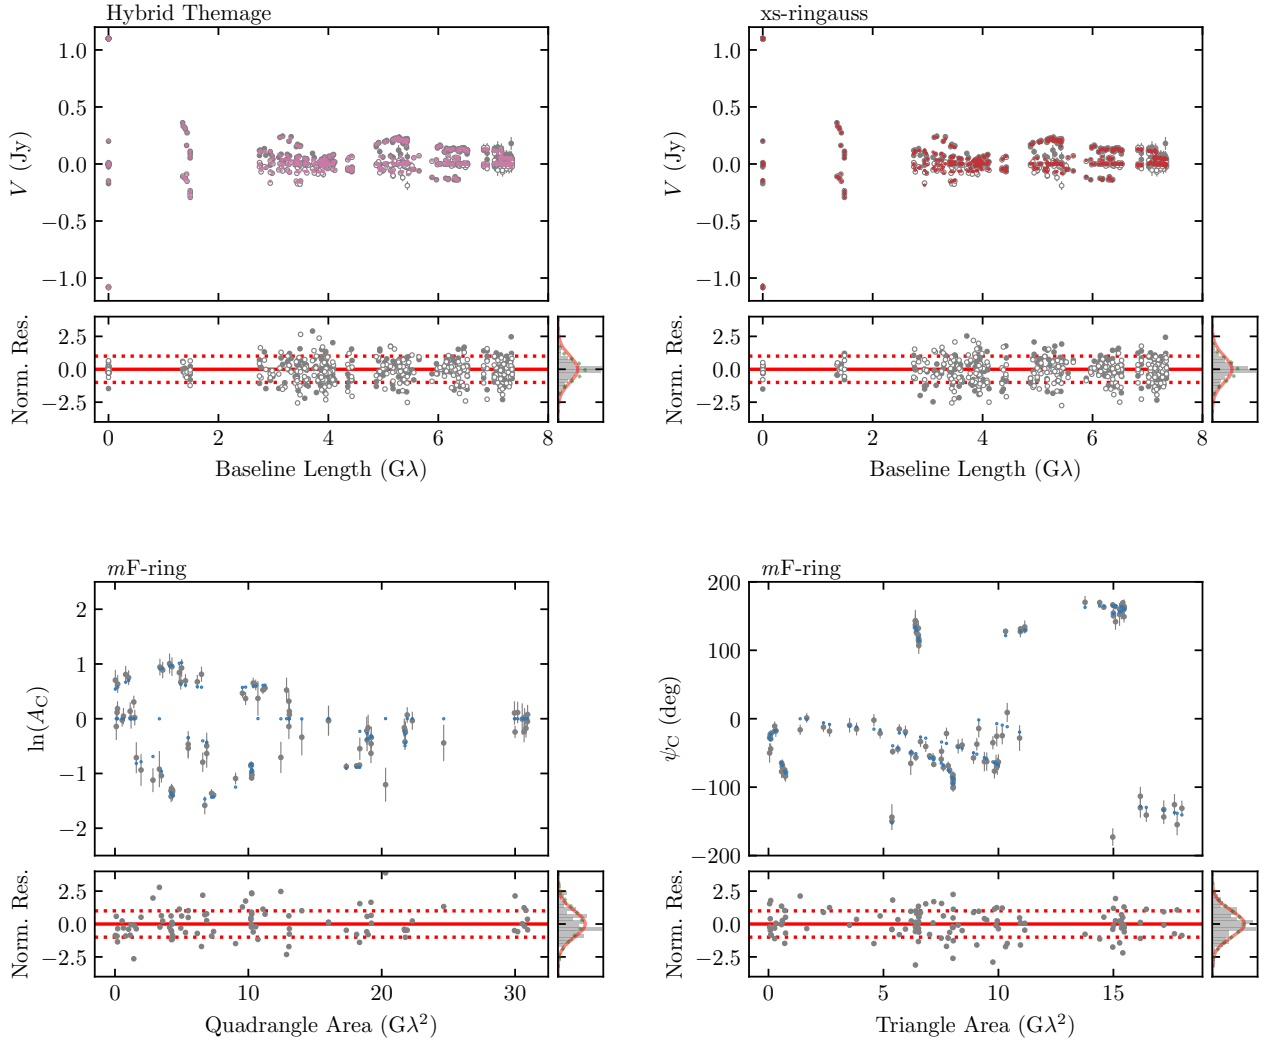 Hybrid Themage
1.0
0.5
0.0
−0.5
−1.0
V (Jy)
2.5
0.0
−2.5
Norm. Res.
0 2 4 6 8
Baseline Length (Gλ)
xs-ringauss
1.0
0.5
0.0
−0.5
−1.0
V (Jy)
2.5
0.0
−2.5
Norm. Res.
0 2 4 6 8
Baseline Length (Gλ)
mF-ring
2
1
0
−1
−2
ln(A_C)
2.5
0.0
−2.5
Norm. Res.
0 10 20 30
Quadrangle Area (Gλ²)
mF-ring
200
100
0
−100
−200
ψ_C (deg)
2.5
0.0
−2.5
Norm. Res.
0 5 10 15
Triangle Area (Gλ²)